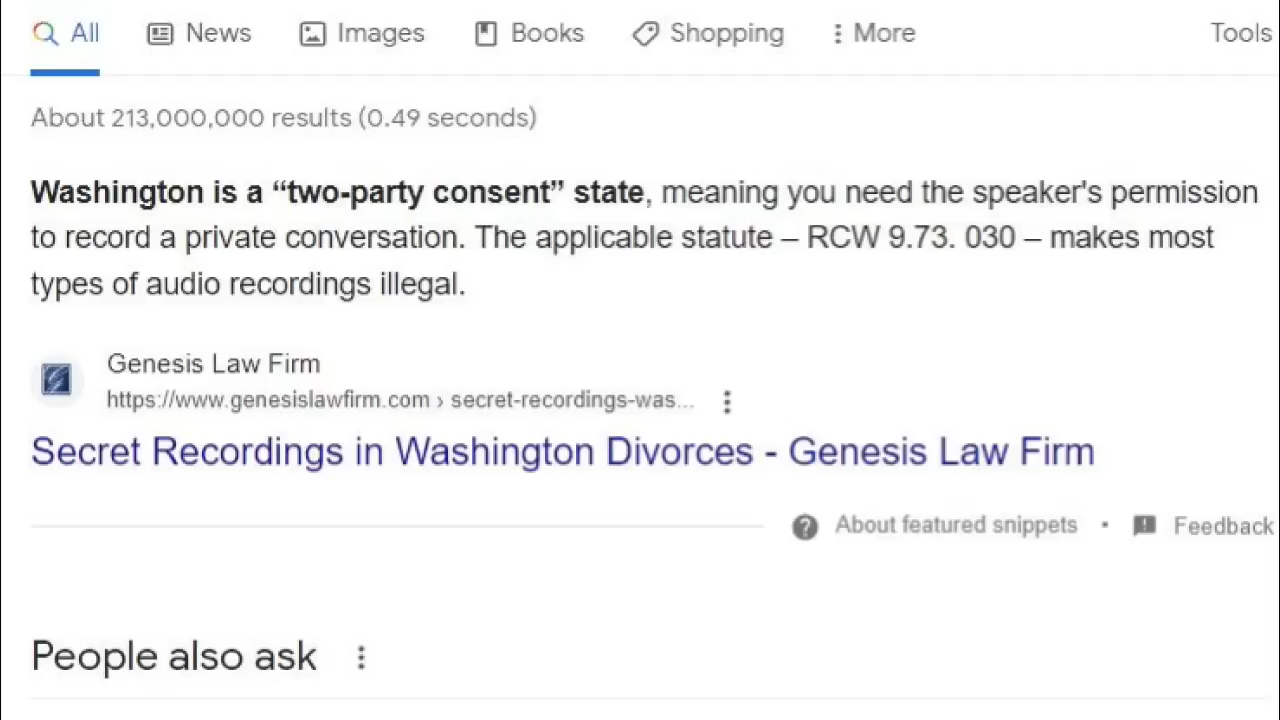 All News Images Books Shopping More Tools
About 213,000,000 results (0.49 seconds)
Washington is a “two-party consent” state, meaning you need the speaker's permission
to record a private conversation. The applicable statute – RCW 9.73. 030 – makes most
types of audio recordings illegal.
Genesis Law Firm
https://www.genesislawfirm.com › secret-recordings-was...
Secret Recordings in Washington Divorces - Genesis Law Firm
About featured snippets • Feedback
People also ask